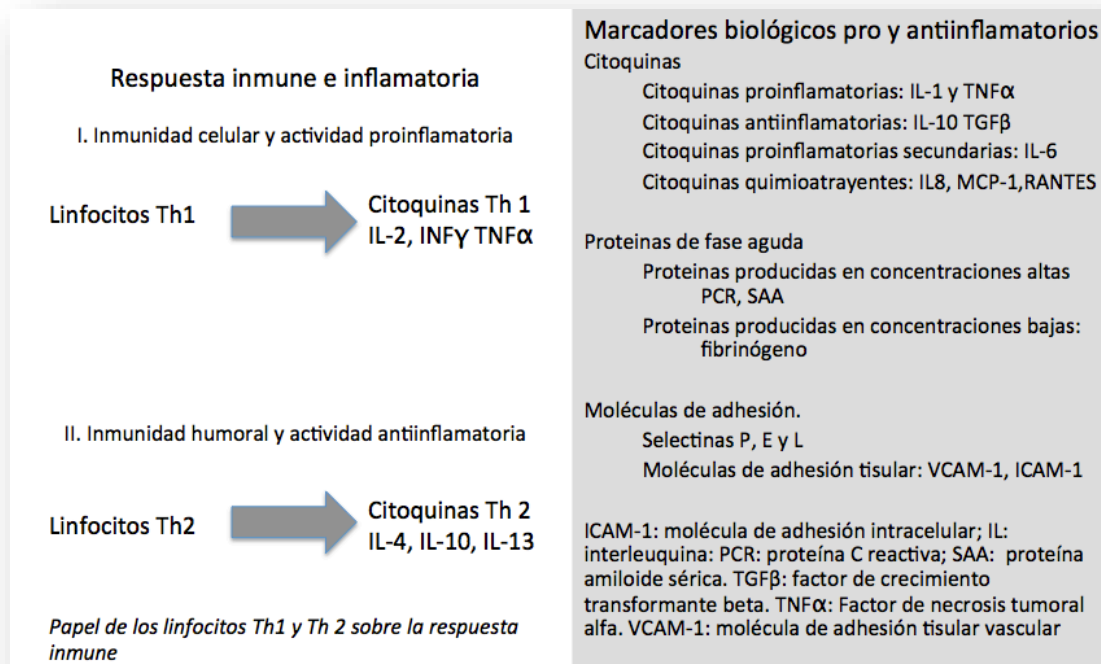 Respuesta inmune e inflamatoria
I. Inmunidad celular y actividad proinflamatoria
Linfocitos Th1
Citoquinas Th 1
IL-2, INFγ TNFα
II. Inmunidad humoral y actividad antiinflamatoria
Linfocitos Th2
Citoquinas Th 2
IL-4, IL-10, IL-13
Papel de los linfocitos Th1 y Th 2 sobre la respuesta
inmune
Marcadores biológicos pro y antiinflamatorios
Citoquinas
Citoquinas proinflamatorias: IL-1 y TNFα
Citoquinas antiinflamatorias: IL-10 TGFβ
Citoquinas proinflamatorias secundarias: IL-6
Citoquinas quimioatrayentes: IL8, MCP-1,RANTES
Proteinas de fase aguda
Proteinas producidas en concentraciones altas
PCR, SAA
Proteinas producidas en concentraciones bajas:
fibrinógeno
Moléculas de adhesión.
Selectinas P, E y L
Moléculas de adhesión tisular: VCAM-1, ICAM-1
ICAM-1: molécula de adhesión intracelular; IL:
interleuquina: PCR: proteína C reactiva; SAA: proteína
amiloide sérica. TGFβ: factor de crecimiento
transformante beta. TNFα: Factor de necrosis tumoral
alfa. VCAM-1: molécula de adhesión tisular vascular